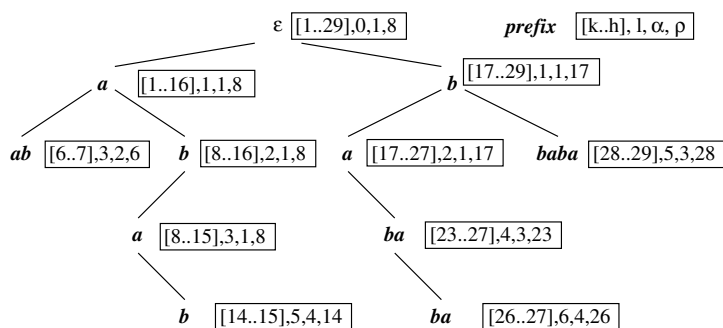 ε [1..29],0,1,8 prefix [k..h], l, α, ρ
a [1..16],1,1,8 b [17..29],1,1,17
ab [6..7],3,2,6 b [8..16],2,1,8 a [17..27],2,1,17 baba [28..29],5,3,28
a [8..15],3,1,8 ba [23..27],4,3,23
b [14..15],5,4,14 ba [26..27],6,4,26